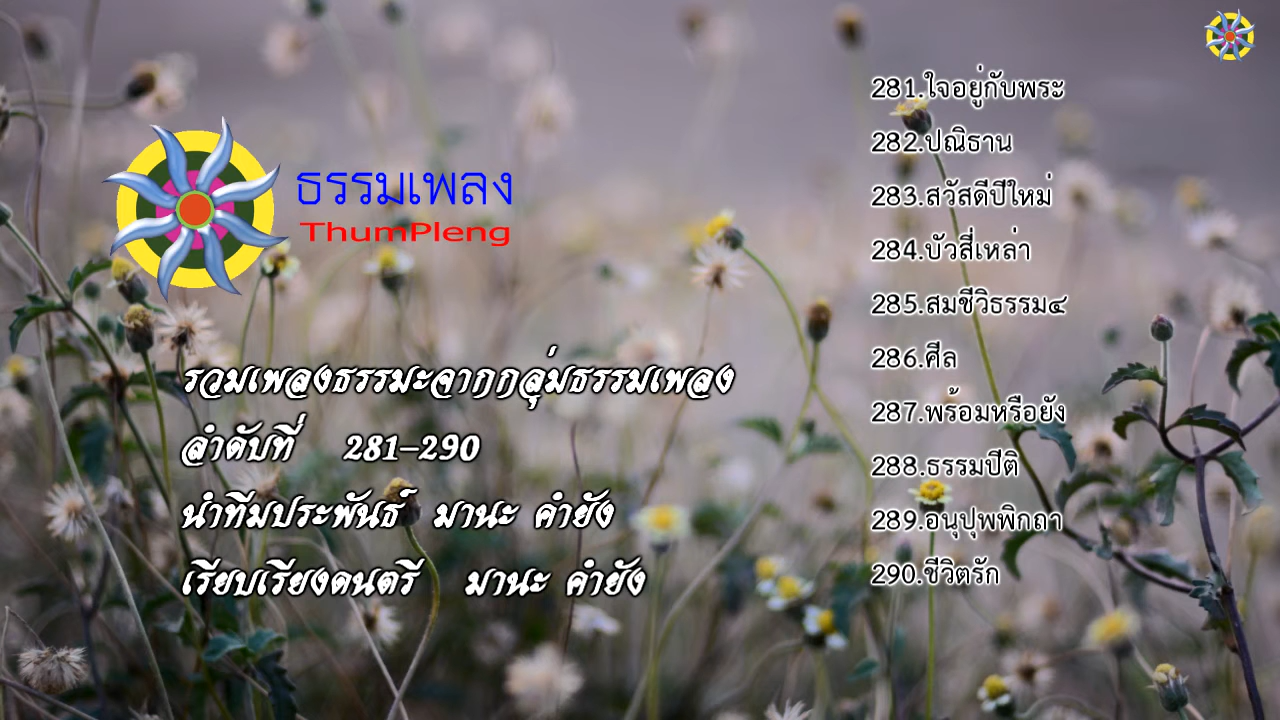 ธรรมเพลง
ThumPleng
รวมเพลงธรรมะจากกลุ่มธรรมเพลง
ลำดับที่ 281-290
นำทีมประพันธ์ มานะ คำยัง
เรียบเรียงดนตรี มานะ คำยัง
281.ใจอยู่กับพระ
282.ปณิธาน
283.สวัสดีปีใหม่
284.บัวสี่เหล่า
285.สมชีวิธรรม๔
286.ศีล
287.พร้อมหรือยัง
288.ธรรมปีติ
289.อนุปุพพิกถา
290.ชีวิตรัก